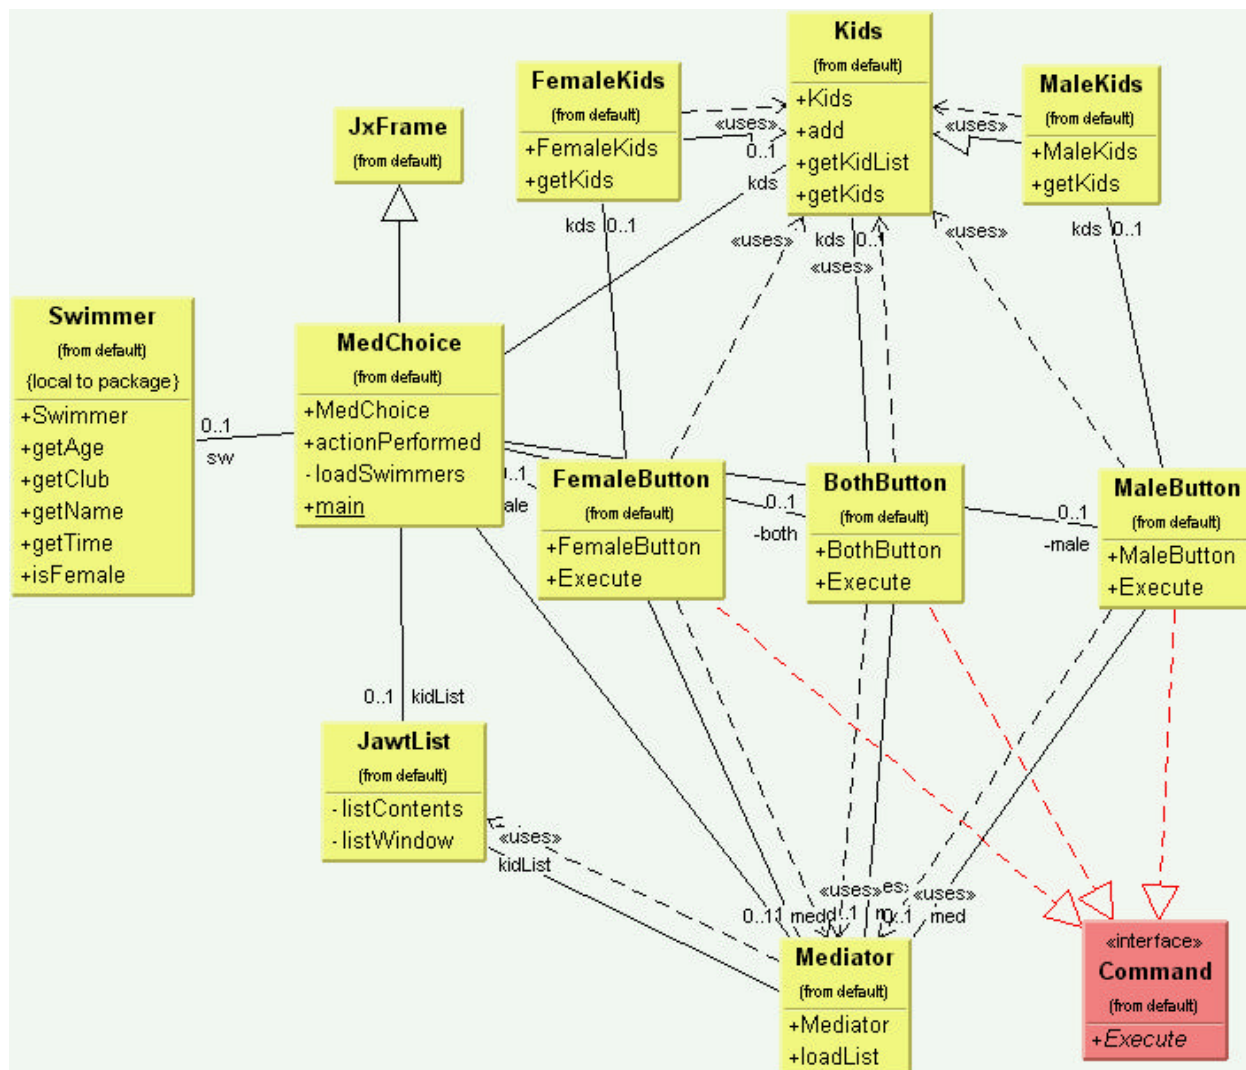 Kids
(from default)
+Kids
+add
+getKidList
+getKids
FemaleKids
(from default)
+FemaleKids
+getKids
MaleKids
(from default)
+MaleKids
+getKids
JxFrame
(from default)
«uses»
0..1
kds
«uses»
kds 0..1
«uses»
kds 0..1
«uses»
«uses»
kds 0..1
Swimmer
(from default)
{local to package}
+Swimmer
+getAge
+getClub
+getName
+getTime
+isFemale
0..1
sw
MedChoice
(from default)
+MedChoice
+actionPerformed
-loadSwimmers
+main
FemaleButton
(from default)
+FemaleButton
+Execute
0..1
-both
BothButton
(from default)
+BothButton
+Execute
0..1
-male
MaleButton
(from default)
+MaleButton
+Execute
0..1 kidList
JawtList
(from default)
-listContents
-listWindow
«uses»
kidList
«uses»
«uses»
med
Mediator
(from default)
+Mediator
+loadList
«interface»
Command
(from default)
+Execute